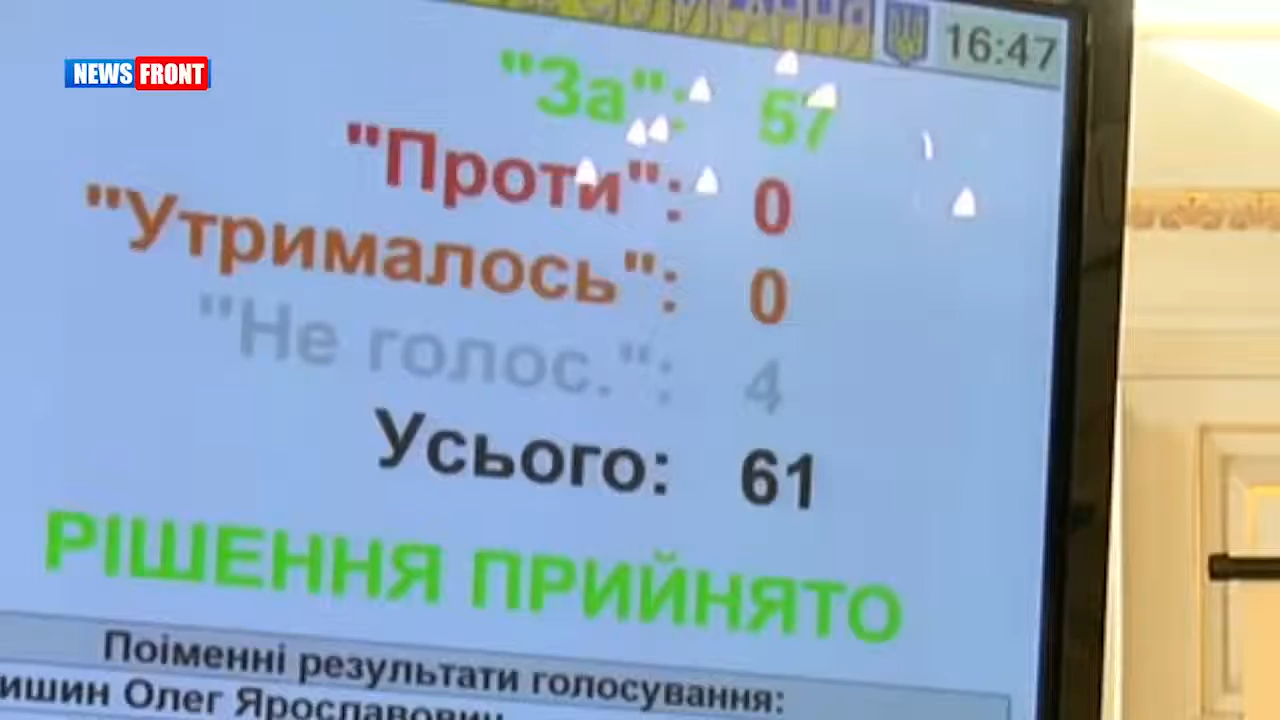 NEWS FRONT
16:47
"За": 57
"Проти": 0
"Утрималось": 0
"Не голос.": 4
Усього: 61
РІШЕННЯ ПРИЙНЯТО
Поіменні результати голосування:
Олег Ярославович